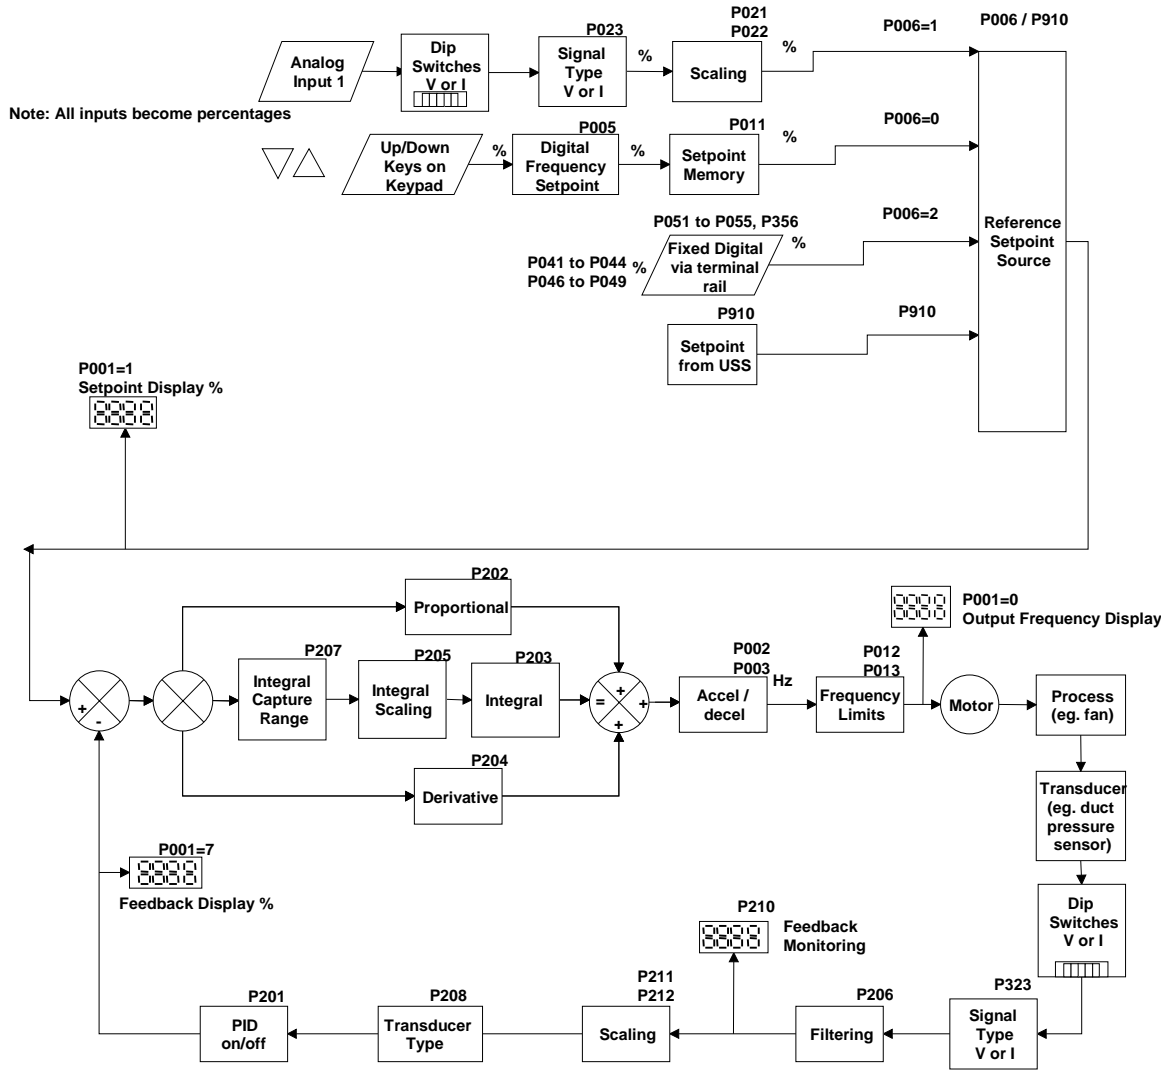 P021
P022
P023
P006=1
P006 / P910
Analog
Input 1
Dip
Switches
V or I
Signal
Type
V or I
%
Scaling
%
Note: All inputs become percentages
P005
P011
P006=0
Up/Down
Keys on
Keypad
%
Digital
Frequency
Setpoint
%
Setpoint
Memory
%
P051 to P055, P356
P006=2
Reference
Setpoint
Source
P041 to P044
P046 to P049
%
Fixed Digital
via terminal
rail
%
P910
P910
Setpoint
from USS
P001=1
Setpoint Display %
8888
P202
Proportional
8888
P001=0
Output Frequency Display
P207
P205
P203
P002
P003
Hz
P012
P013
+
-
Integral
Capture
Range
Integral
Scaling
Integral
+
=
+
+
Accel /
decel
Frequency
Limits
Motor
Process
(eg. fan)
P204
Derivative
Transducer
(eg. duct
pressure
sensor)
P001=7
8888
Feedback Display %
Dip
Switches
V or I
P210
8888
Feedback
Monitoring
P201
P208
P211
P212
P206
P323
PID
on/off
Transducer
Type
Scaling
Filtering
Signal
Type
V or I